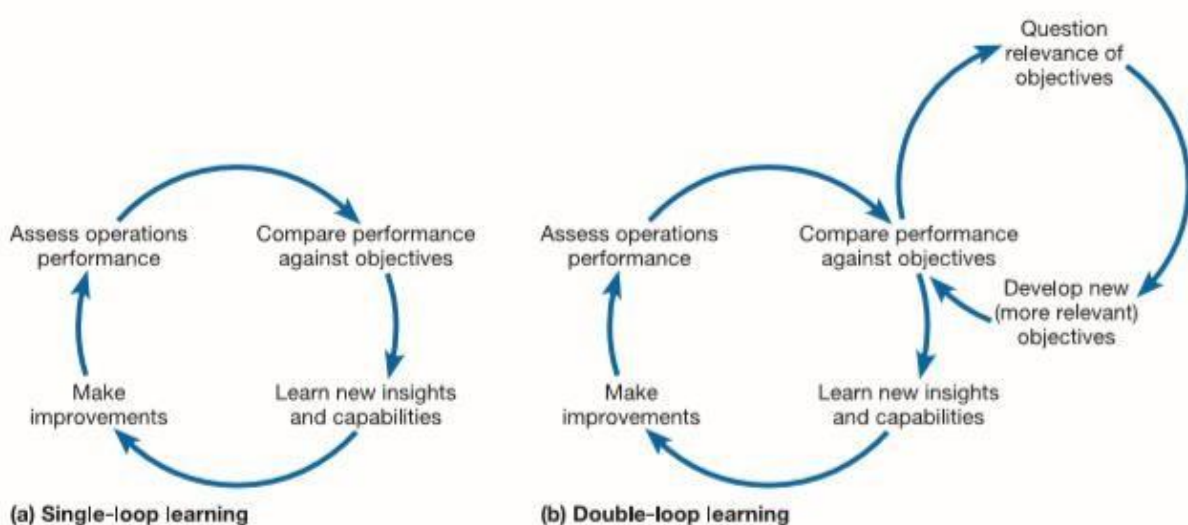 Assess operations
performance
Compare performance
against objectives
Learn new insights
and capabilities
Make
improvements
(a) Single-loop learning
Question
relevance of
objectives
Assess operations
performance
Compare performance
against objectives
Develop new
(more relevant)
objectives
Learn new insights
and capabilities
Make
improvements
(b) Double-loop learning